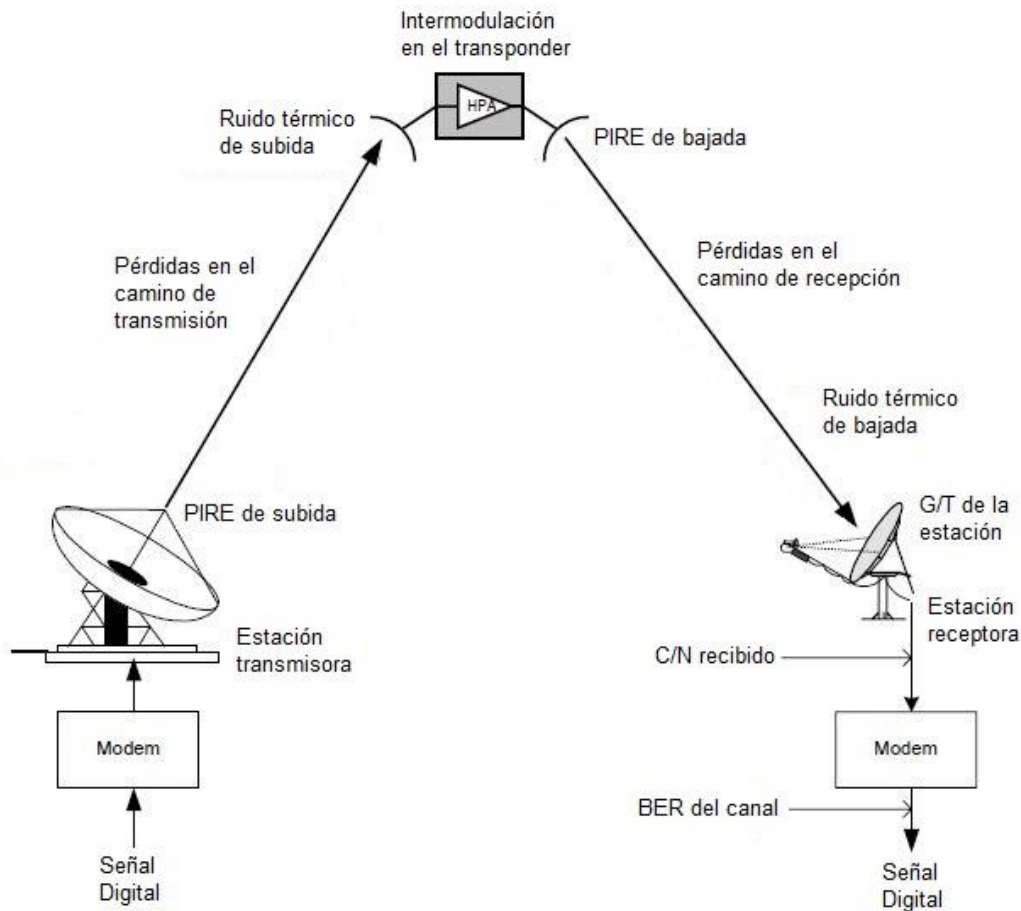 Intermodulación
en el transponder
HPA
Ruido térmico
de subida
PIRE de bajada
Pérdidas en el
camino de
transmisión
Pérdidas en el
camino de recepción
Ruido térmico
de bajada
PIRE de subida
G/T de la
estación
Estación
transmisora
Estación
receptora
C/N recibido
Modem
Modem
BER del canal
Señal
Digital
Señal
Digital